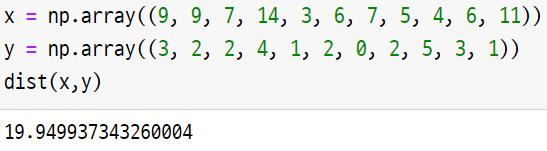 x = np.array((9, 9, 7, 14, 3, 6, 7, 5, 4, 6, 11))
y = np.array((3, 2, 2, 4, 1, 2, 0, 2, 5, 3, 1))
dist(x,y)
19.949937343260004